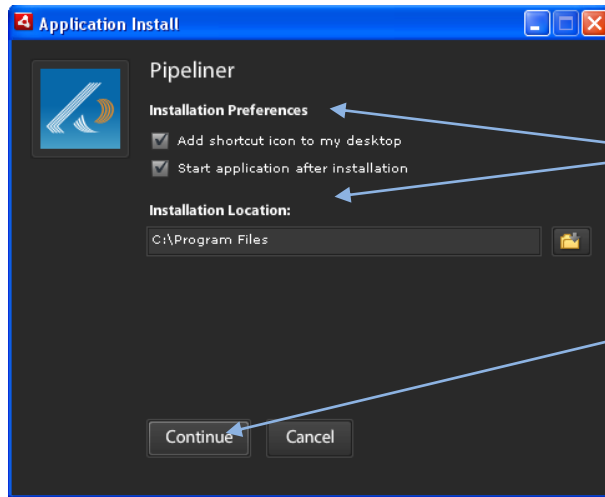 Application Install
Pipeliner
Installation Preferences
Add shortcut icon to my desktop
Start application after installation
Installation Location:
C:\Program Files
Continue
Cancel